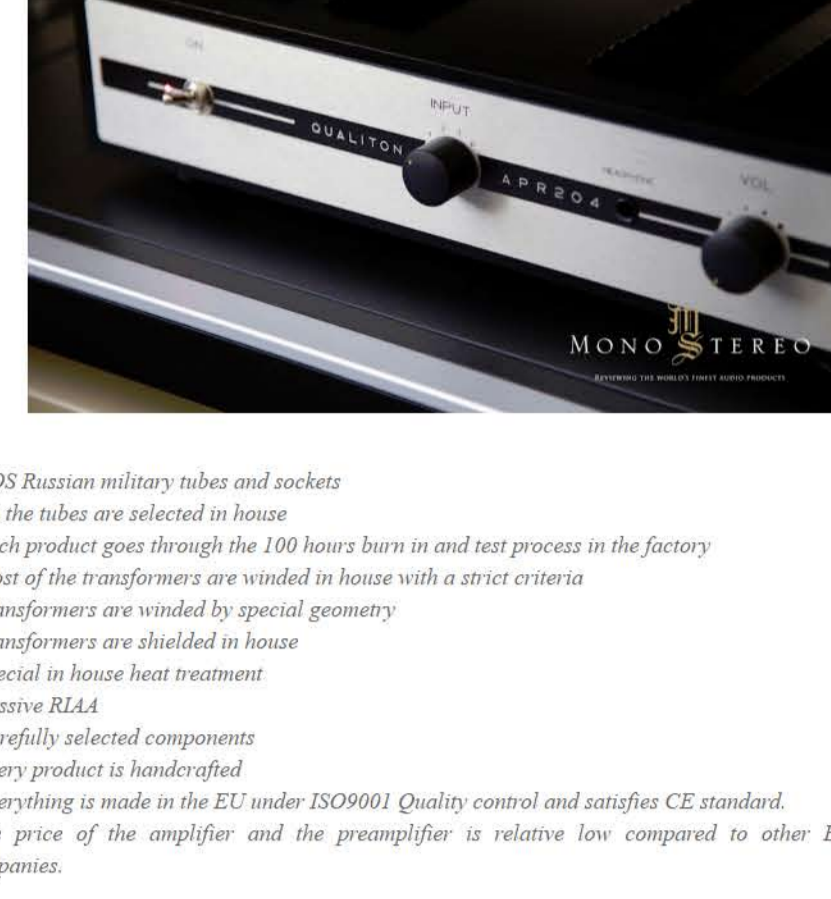 ON
INPUT
QUALITON
APR204
HEADPHONE
VOL
MONO STEREO
REVIEWING THE WORLD'S FINEST AUDIO PRODUCTS
OS Russian military tubes and sockets
the tubes are selected in house
ch product goes through the 100 hours burn in and test process in the factory
ost of the transformers are winded in house with a strict criteria
ansformers are winded by special geometry
ansformers are shielded in house
ecial in house heat treatment
ssive RIAA
refully selected components
ery product is handcrafted
erything is made in the EU under ISO9001 Quality control and satisfies CE standard.
price of the amplifier and the preamplifier is relative low compared to other
panies.